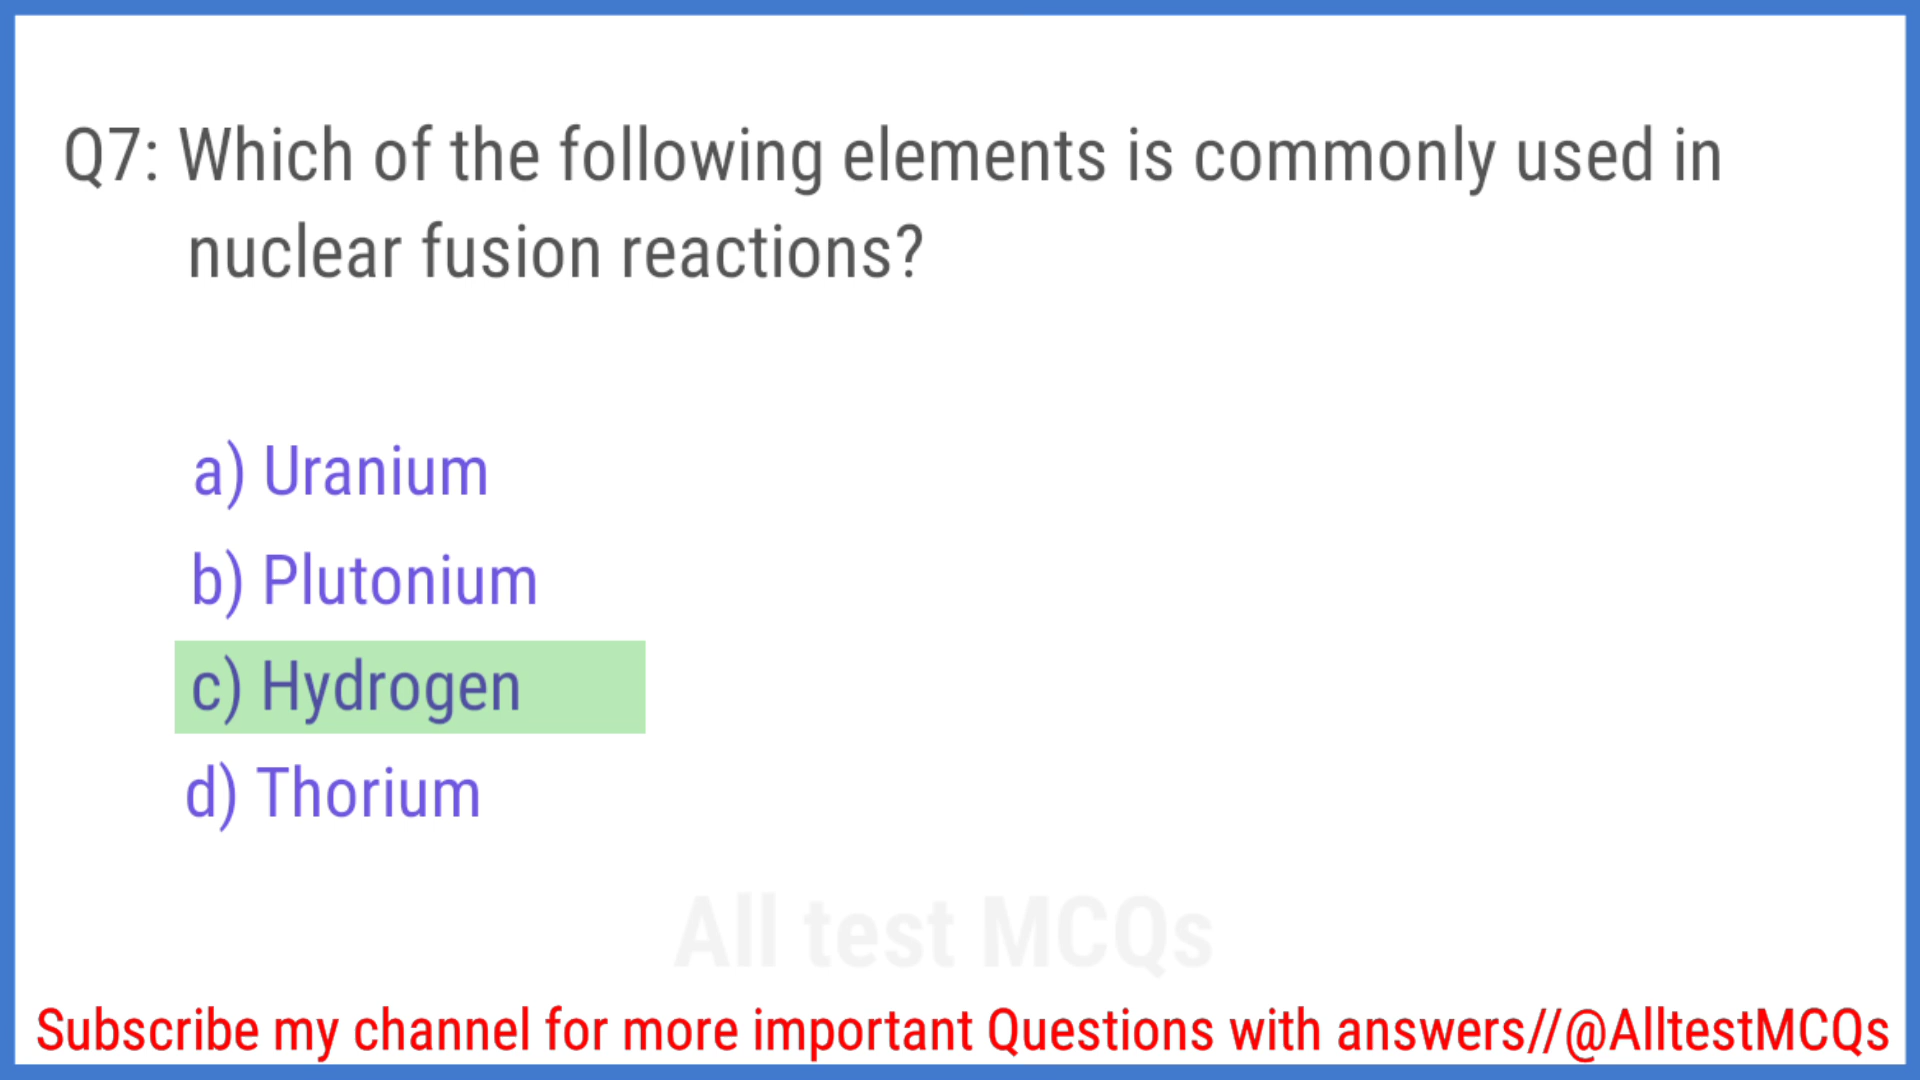 Q7: Which of the following elements is commonly used in
nuclear fusion reactions?
a) Uranium
b) Plutonium
c) Hydrogen
d) Thorium
All test MCQs
Subscribe my channel for more important Questions with answers//@AlltestMCQs